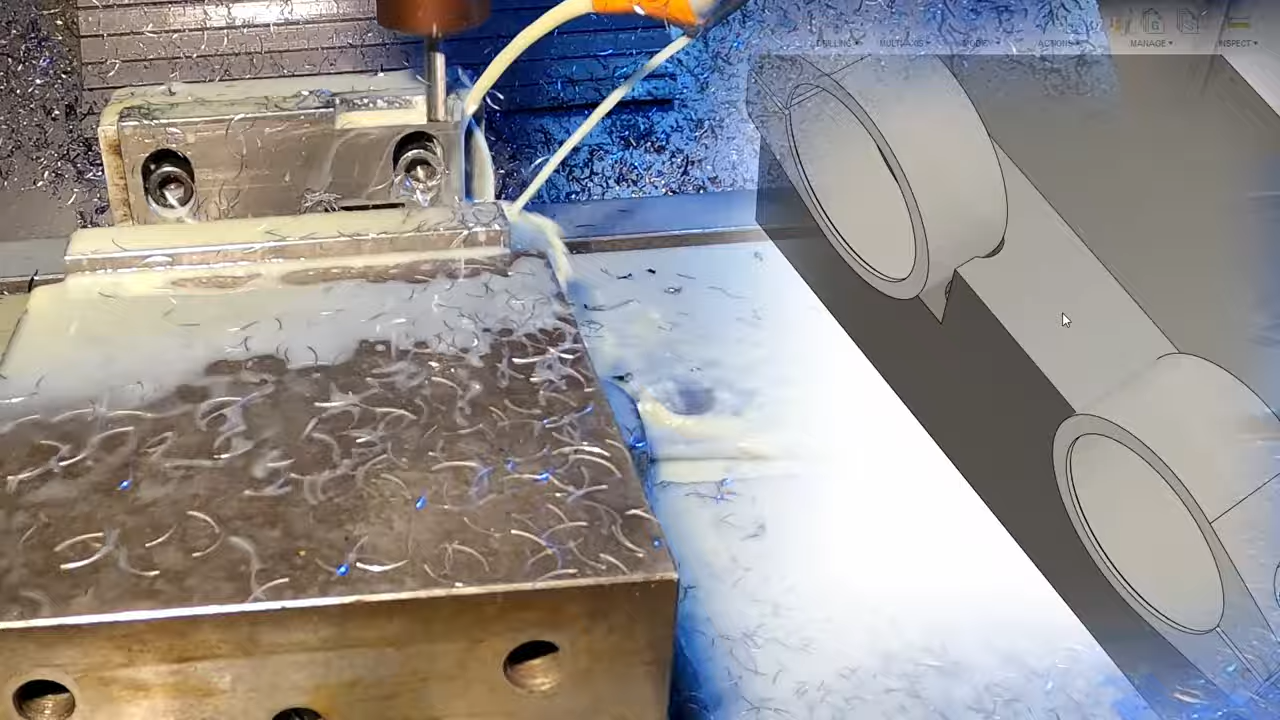 DRILLING ▾ MULTI-AXIS ▾ MODIFY ▾ ACTIONS ▾ MANAGE ▾ INSPECT ▾